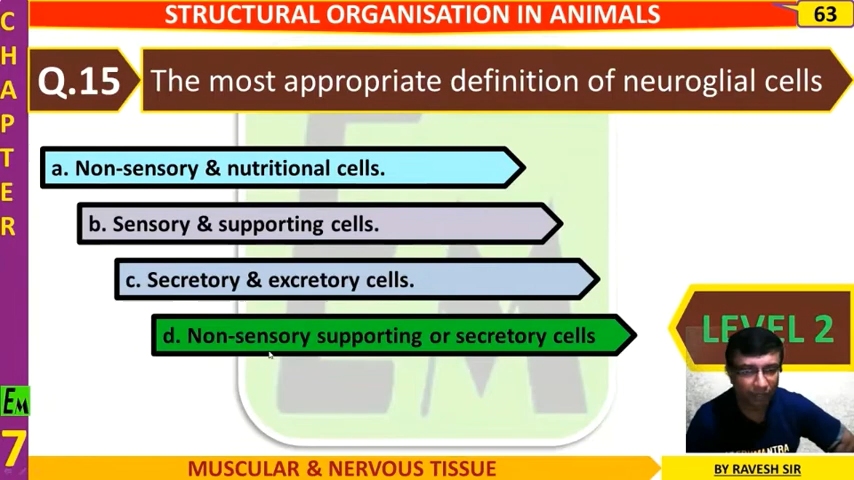 STRUCTURAL ORGANISATION IN ANIMALS
63
CHAPTER
Q.15
The most appropriate definition of neuroglial cells
a. Non-sensory & nutritional cells.
b. Sensory & supporting cells.
c. Secretory & excretory cells.
d. Non-sensory supporting or secretory cells
LEVEL 2
EM
EM
7
MUSCULAR & NERVOUS TISSUE
BY RAVESH SIR